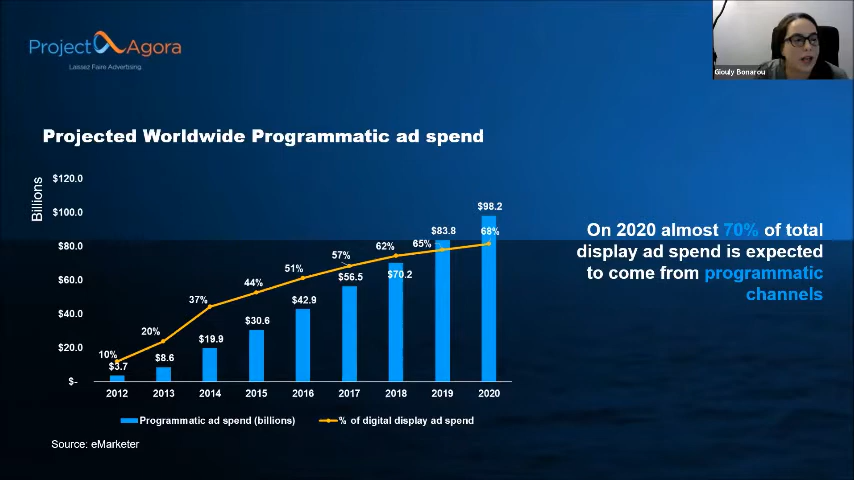 Project Agora
Laissez Faire Advertising
Giouly Bonarou
Projected Worldwide Programmatic ad spend
Billions
$120.0
$100.0
$80.0
$60.0
$40.0
$20.0
$-
10%
20%
37%
44%
51%
57%
62%
65%
68%
$3.7
$8.6
$19.9
$30.6
$42.9
$56.5
$70.2
$83.8
$98.2
2012 2013 2014 2015 2016 2017 2018 2019 2020
Programmatic ad spend (billions) % of digital display ad spend
Source: eMarketer
On 2020 almost 70% of total
display ad spend is expected
to come from programmatic
channels